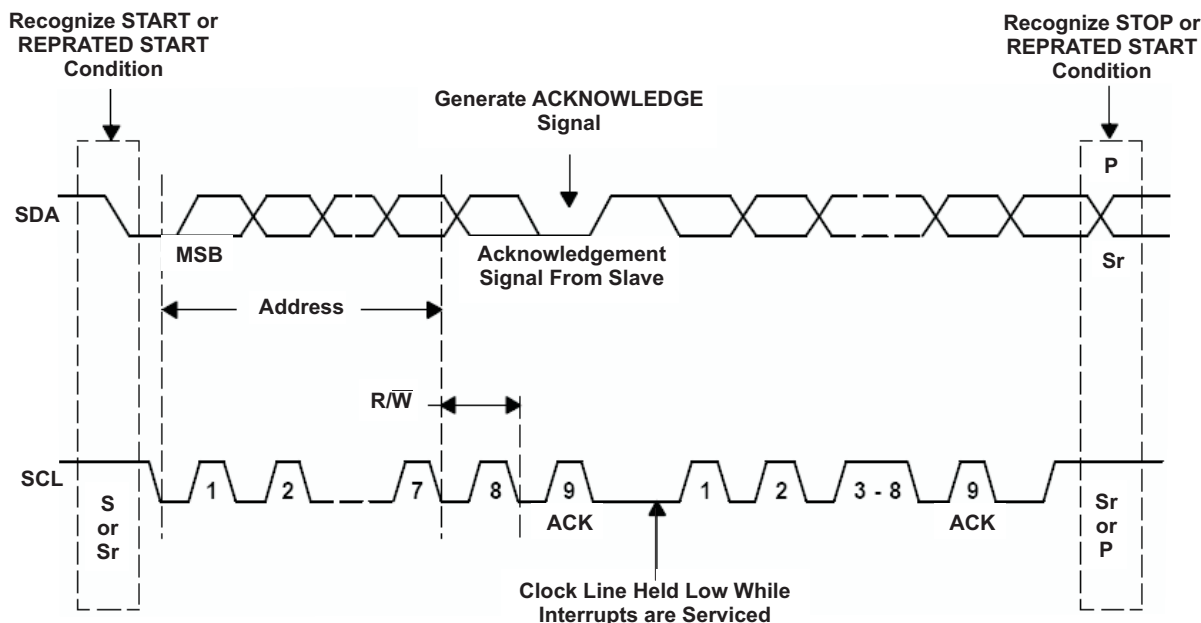 Recognize START or
REPRATED START
Condition
Recognize STOP or
REPRATED START
Condition
Generate ACKNOWLEDGE
Signal
P
SDA
MSB
Acknowledgement
Signal From Slave
Sr
Address
R/W̅
SCL
1
2
7
8
9
1
2
3 - 8
9
ACK
ACK
S
or
Sr
Sr
or
P
Clock Line Held Low While
Interrupts are Serviced